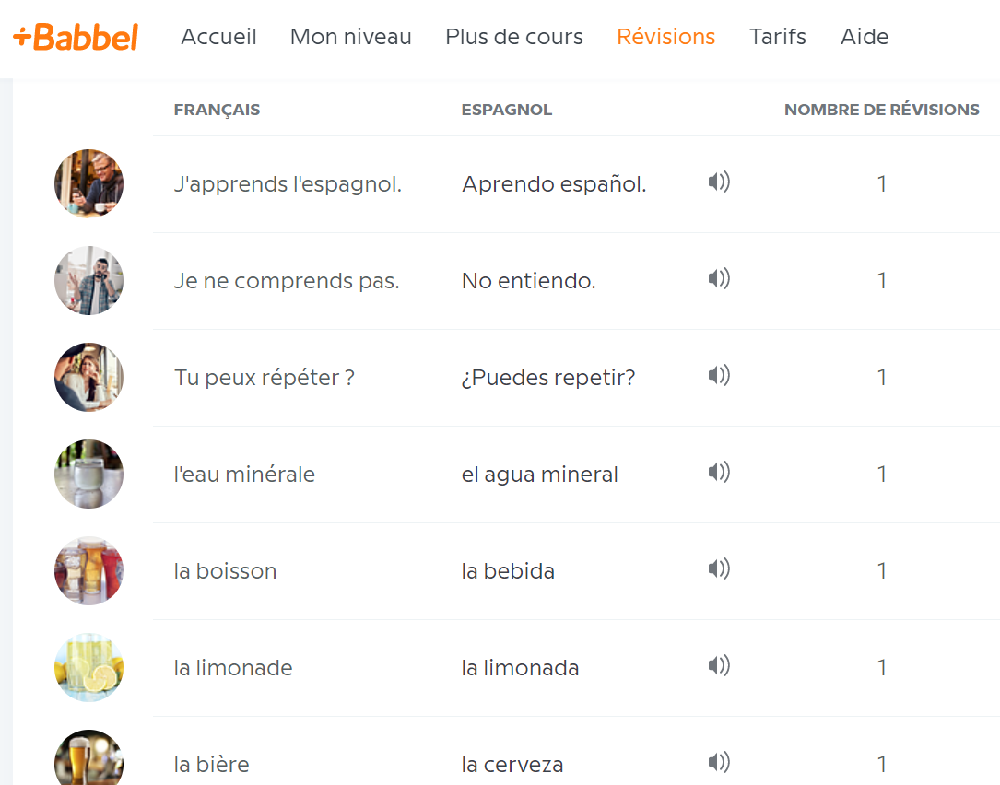 +Babbel Accueil Mon niveau Plus de cours Révisions Tarifs Aide
FRANÇAIS ESPAGNOL NOMBRE DE RÉVISIONS
J'apprends l'espagnol. Aprendo español. 1
Je ne comprends pas. No entiendo. 1
Tu peux répéter ? ¿Puedes repetir? 1
l'eau minérale el agua mineral 1
la boisson la bebida 1
la limonade la limonada 1
la bière la cerveza 1